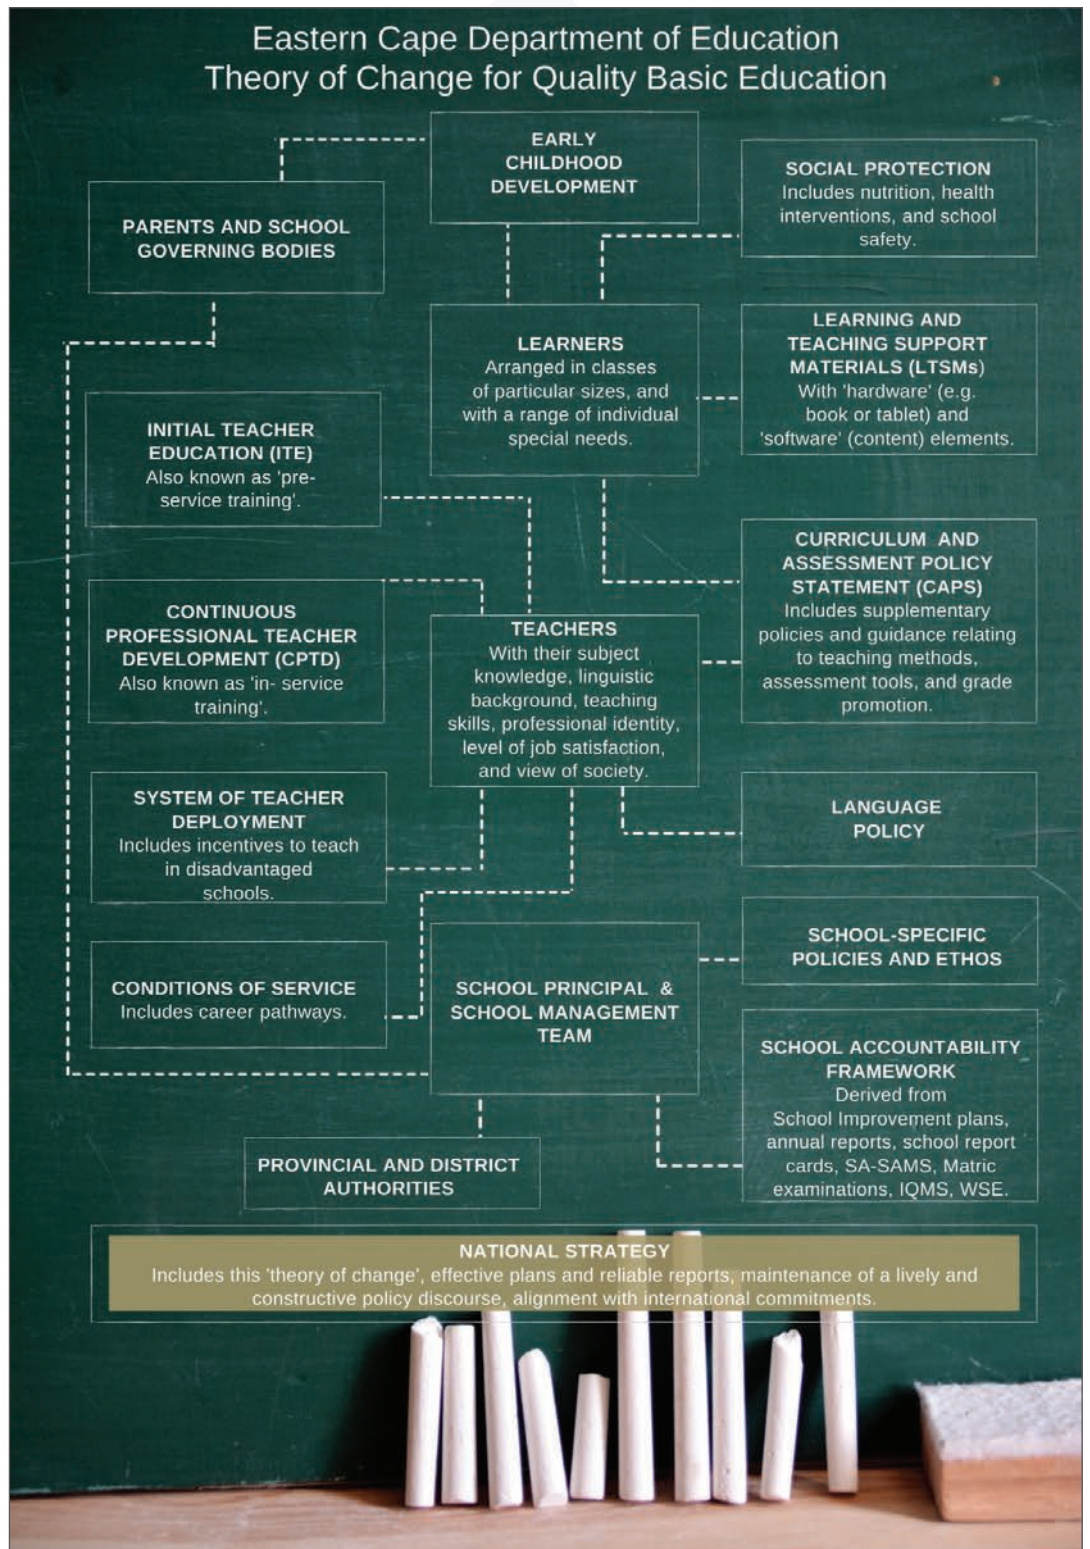 Eastern Cape Department of Education
Theory of Change for Quality Basic Education
EARLY
CHILDHOOD
DEVELOPMENT
SOCIAL PROTECTION
Includes nutrition, health
interventions, and school
safety.
PARENTS AND SCHOOL
GOVERNING BODIES
LEARNERS
Arranged in classes
of particular sizes, and
with a range of individual
special needs.
LEARNING AND
TEACHING SUPPORT
MATERIALS (LTSMs)
With 'hardware' (e.g.
book or tablet) and
'software' (content) elements.
INITIAL TEACHER
EDUCATION (ITE)
Also known as 'pre-
service training'.
CURRICULUM AND
ASSESSMENT POLICY
STATEMENT (CAPS)
Includes supplementary
policies and guidance relating
to teaching methods,
assessment tools, and grade
promotion.
CONTINUOUS
PROFESSIONAL TEACHER
DEVELOPMENT (CPTD)
Also known as 'in- service
training'.
TEACHERS
With their subject
knowledge, linguistic
background, teaching
skills, professional identity,
level of job satisfaction,
and view of society.
SYSTEM OF TEACHER
DEPLOYMENT
Includes incentives to teach
in disadvantaged
schools.
LANGUAGE
POLICY
SCHOOL-SPECIFIC
POLICIES AND ETHOS
CONDITIONS OF SERVICE
Includes career pathways.
SCHOOL PRINCIPAL &
SCHOOL MANAGEMENT
TEAM
SCHOOL ACCOUNTABILITY
FRAMEWORK
Derived from
School Improvement plans,
annual reports, school report
cards, SA-SAMS, Matric
examinations, IQMS, WSE.
PROVINCIAL AND DISTRICT
AUTHORITIES
NATIONAL STRATEGY
Includes this 'theory of change', effective plans and reliable reports, maintenance of a lively and
constructive policy discourse, alignment with international commitments.